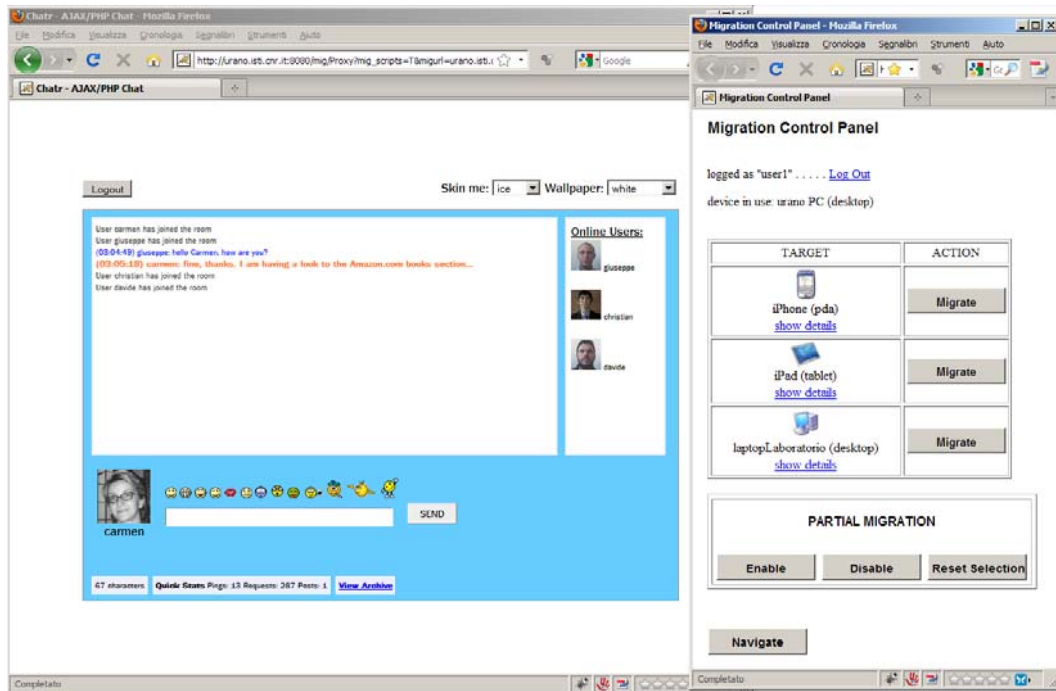 Chatr - AJAX/PHP Chat - Mozilla Firefox
File Modifica Visualizza Cronologia Segnalibri Strumenti Aiuto
http://urano.isti.cnr.it:8080/mig/Proxy?mig_scripts=T&migurl=urano.isti.c
Google
Chatr - AJAX/PHP Chat
Logout
Skin me: ice Wallpaper: white
User carmen has joined the room
User giuseppe has joined the room
(03:04:49) giuseppe: hello Carmen, how are you?
(03:05:18) carmen: fine, thanks. I am having a look to the Amazon.com books section...
User christian has joined the room
User davide has joined the room
Online Users:
giuseppe
christian
davide
carmen
SEND
67 characters Quick Stats Pings: 13 Requests: 287 Posts: 1 View Archive
Completato
Migration Control Panel - Mozilla Firefox
File Modifica Visualizza Cronologia Segnalibri Strumenti Aiuto
Migration Control Panel
Migration Control Panel
logged as "user1" . . . . . Log Out
device in use: urano PC (desktop)
TARGET ACTION
iPhone (pda)
show details
Migrate
iPad (tablet)
show details
Migrate
laptopLaboratorio (desktop)
show details
Migrate
PARTIAL MIGRATION
Enable Disable Reset Selection
Navigate
Completato